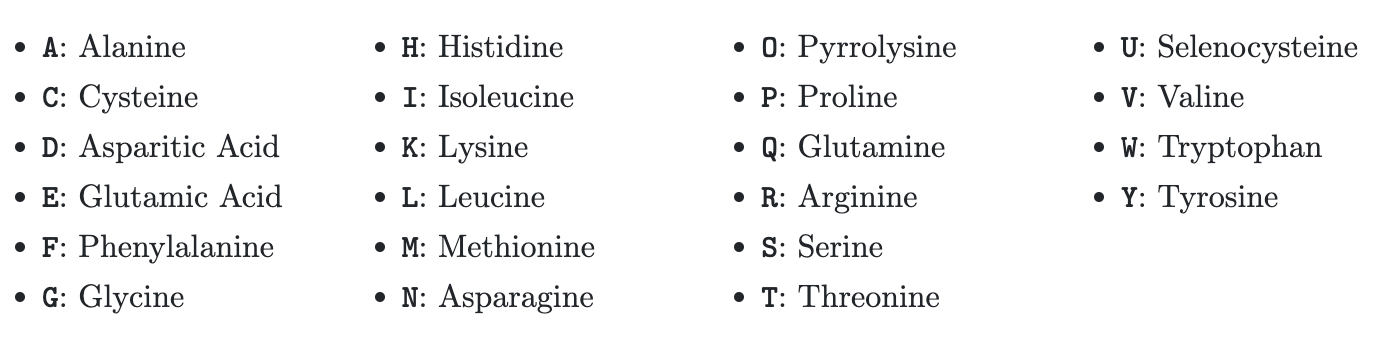 • A: Alanine
• C: Cysteine
• D: Asparitic Acid
• E: Glutamic Acid
• F: Phenylalanine
• G: Glycine
• H: Histidine
• I: Isoleucine
• K: Lysine
• L: Leucine
• M: Methionine
• N: Asparagine
• O: Pyrrolysine
• P: Proline
• Q: Glutamine
• R: Arginine
• S: Serine
• T: Threonine
• U: Selenocysteine
• V: Valine
• W: Tryptophan
• Y: Tyrosine